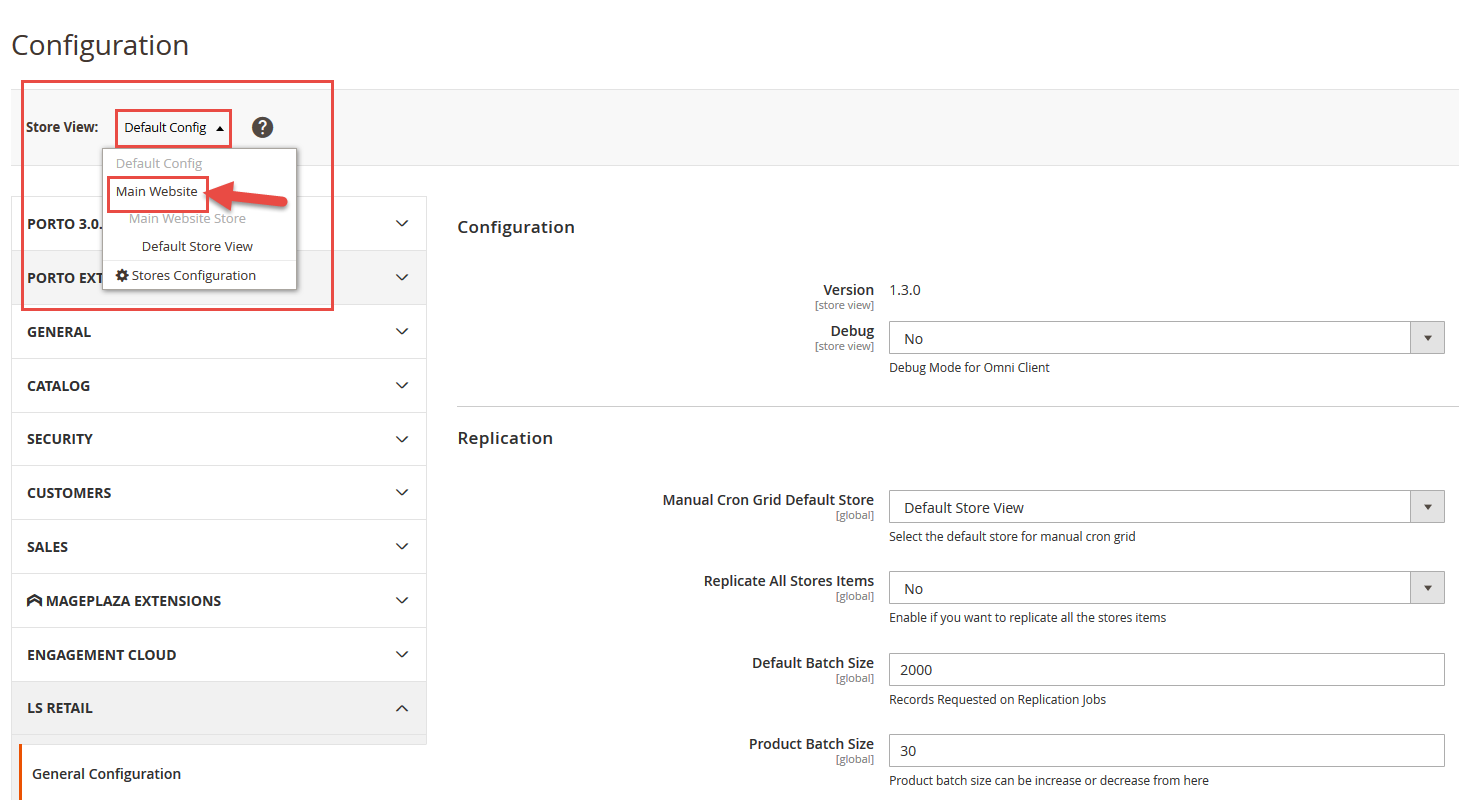 Configuration
Store View:
Default Config
?
Default Config
Main Website
Main Website Store
Default Store View
Stores Configuration
PORTO 3.0.
PORTO EXT
GENERAL
CATALOG
SECURITY
CUSTOMERS
SALES
MAGEPLAZA EXTENSIONS
ENGAGEMENT CLOUD
LS RETAIL
General Configuration
Configuration
Version 1.3.0
[store view]
Debug No
[store view]
Debug Mode for Omni Client
Replication
Manual Cron Grid Default Store Default Store View
[global]
Select the default store for manual cron grid
Replicate All Stores Items No
[global]
Enable if you want to replicate all the stores items
Default Batch Size 2000
[global]
Records Requested on Replication Jobs
Product Batch Size 30
[global]
Product batch size can be increase or decrease from here